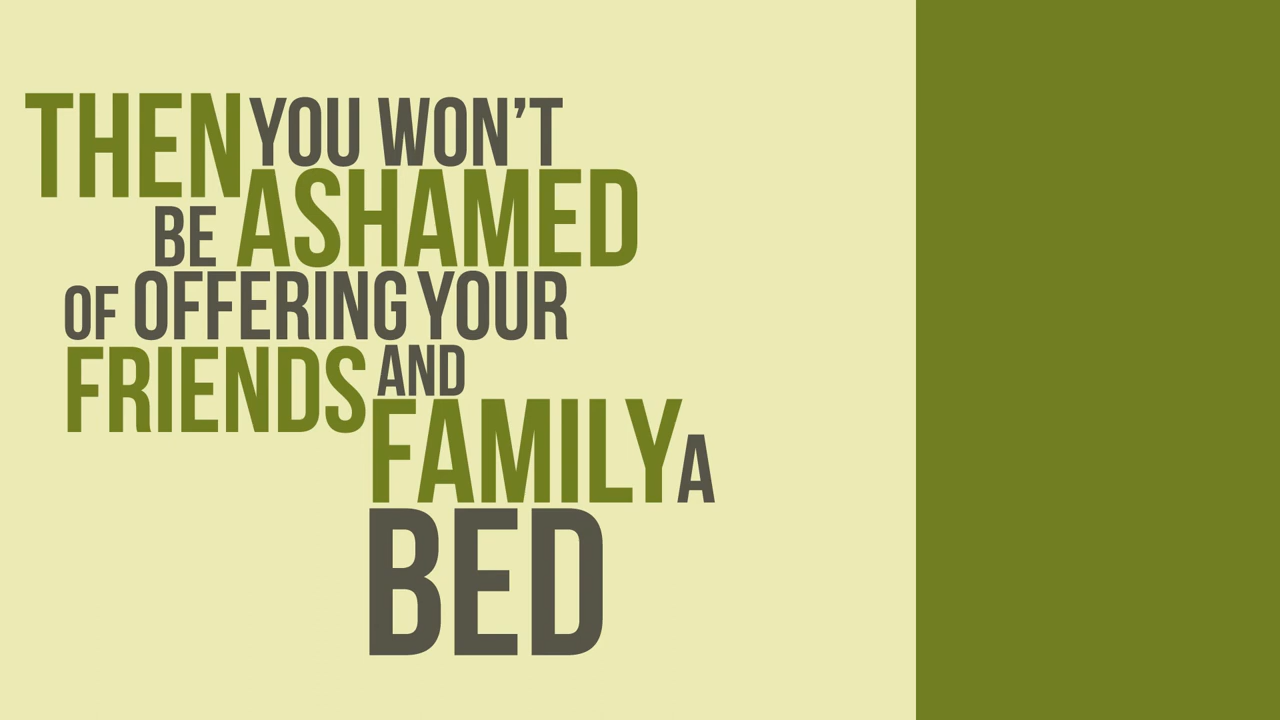 THEN YOU WON'T
BE ASHAMED
OF OFFERING YOUR
FRIENDS AND
FAMILY A
BED